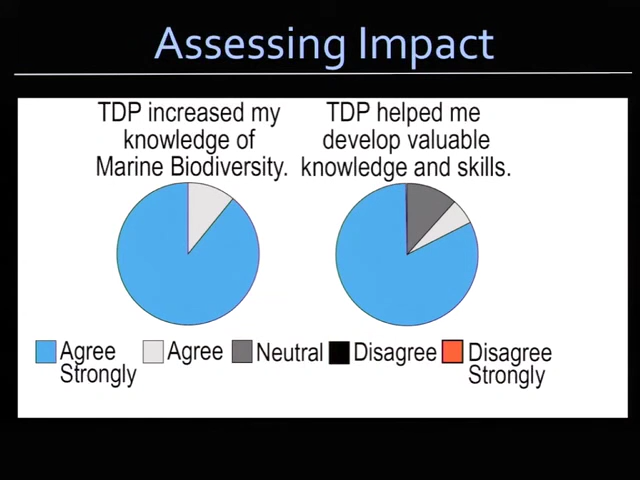 Assessing Impact
TDP increased my
knowledge of
Marine Biodiversity.
TDP helped me
develop valuable
knowledge and skills.
Agree
Strongly
Agree
Neutral
Disagree
Disagree
Strongly